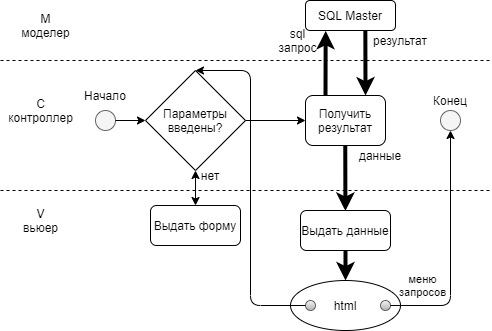 М
моделер
SQL Master
sql
запрос
результат
С
контроллер
Начало
Параметры
введены?
Получить
результат
Конец
данные
нет
V
вьюер
Выдать форму
Выдать данные
меню
запросов
html